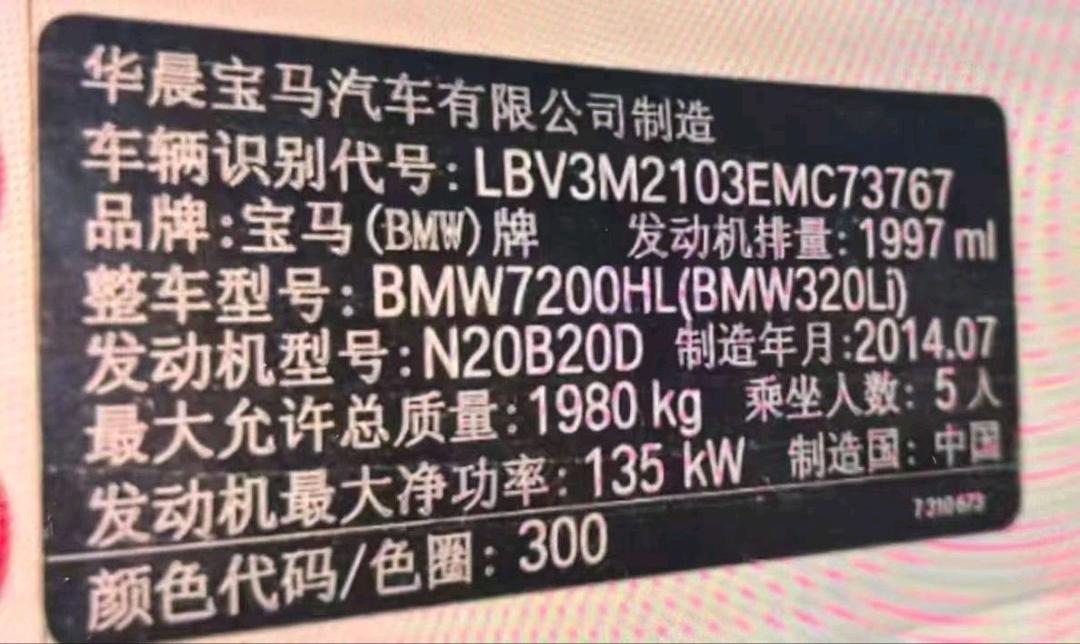 华晨宝马汽车有限公司制造
车辆识别代号: LBV3M2103EMC73767
品牌:宝马(BMW)牌 发动机排量: 1997 ml
整车型号: BMW7200HL(BMW320Li)
发动机型号: N20B20D 制造年月:2014.07
最大允许总质量: 1980 kg 乘坐人数: 5 人
发动机最大净功率: 135 kW 制造国: 中国
7 310 673
颜色代码/色圈: 300